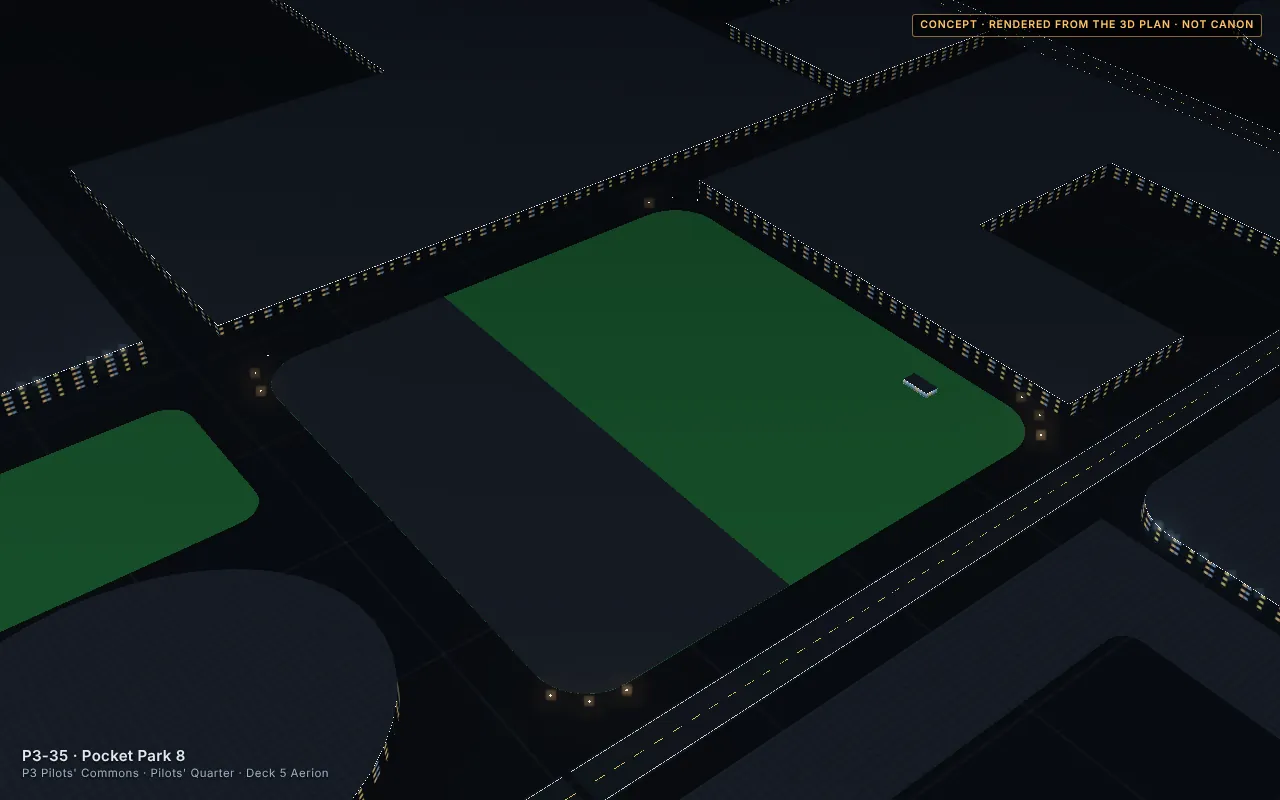 CONCEPT · RENDERED FROM THE 3D PLAN · NOT CANON
P3-35 · Pocket Park 8
P3 Pilots' Commons · Pilots' Quarter · Deck 5 Aerion